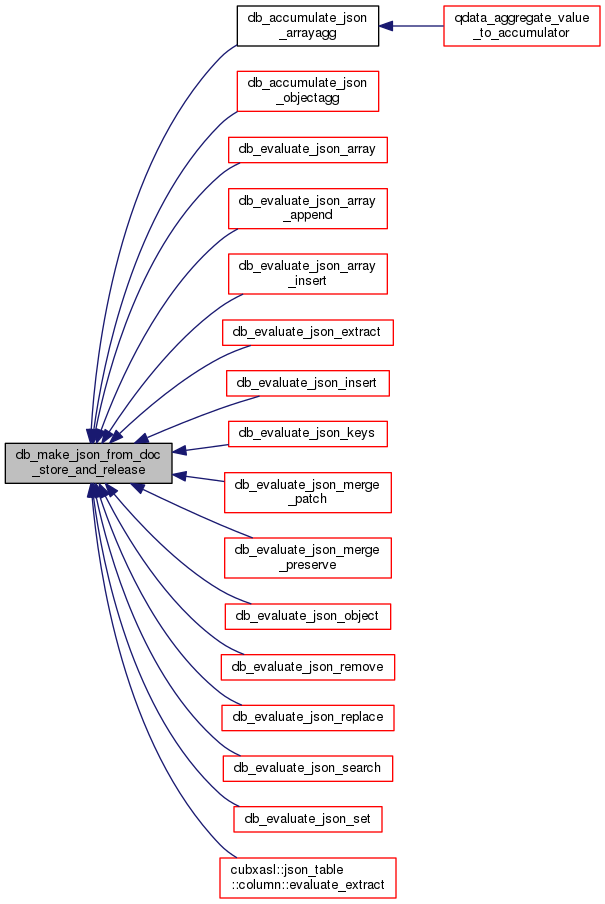 db_accumulate_json
_arrayagg
qdata_aggregate_value
_to_accumulator
db_accumulate_json
_objectagg
db_evaluate_json_array
db_evaluate_json_array
_append
db_evaluate_json_array
_insert
db_evaluate_json_extract
db_evaluate_json_insert
db_evaluate_json_keys
db_make_json_from_doc
_store_and_release
db_evaluate_json_merge
_patch
db_evaluate_json_merge
_preserve
db_evaluate_json_object
db_evaluate_json_remove
db_evaluate_json_replace
db_evaluate_json_search
db_evaluate_json_set
cubxasl::json_table
::column::evaluate_extract